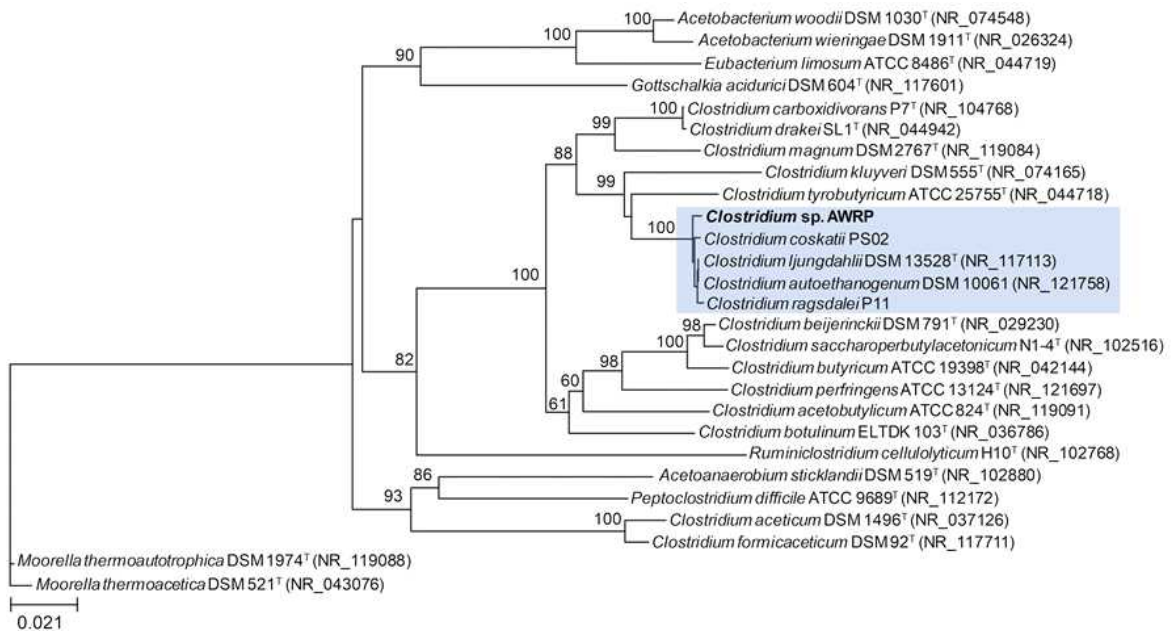 100 Acetobacterium woodii DSM 1030ᵀ (NR_074548)
100 Acetobacterium wieringae DSM 1911ᵀ (NR_026324)
90 Eubacterium limosum ATCC 8486ᵀ (NR_044719)
Gottschalkia acidurici DSM 604ᵀ (NR_117601)
100 Clostridium carboxidivorans P7ᵀ (NR_104768)
99 Clostridium drakei SL1ᵀ (NR_044942)
88 Clostridium magnum DSM 2767ᵀ (NR_119084)
99 Clostridium kluyveri DSM 555ᵀ (NR_074165)
Clostridium tyrobutyricum ATCC 25755ᵀ (NR_044718)
Clostridium sp. AWRP
100 Clostridium coskatii PS02
Clostridium ljungdahlii DSM 13528ᵀ (NR_117113)
100 Clostridium autoethanogenum DSM 10061 (NR_121758)
Clostridium ragsdalei P11
98 Clostridium beijerinckii DSM 791ᵀ (NR_029230)
100 Clostridium saccharoperbutylacetonicum N1-4ᵀ (NR_102516)
82 98 Clostridium butyricum ATCC 19398ᵀ (NR_042144)
60 Clostridium perfringens ATCC 13124ᵀ (NR_121697)
61 Clostridium acetobutylicum ATCC 824ᵀ (NR_119091)
Clostridium botulinum ELTDK 103ᵀ (NR_036786)
Ruminiclostridium cellulolyticum H10ᵀ (NR_102768)
86 Acetoanaerobium sticklandii DSM 519ᵀ (NR_102880)
93 Peptoclostridium difficile ATCC 9689ᵀ (NR_112172)
100 Clostridium aceticum DSM 1496ᵀ (NR_037126)
Clostridium formicaceticum DSM 92ᵀ (NR_117711)
Moorella thermoautotrophica DSM 1974ᵀ (NR_119088)
Moorella thermoacetica DSM 521ᵀ (NR_043076)
0.021